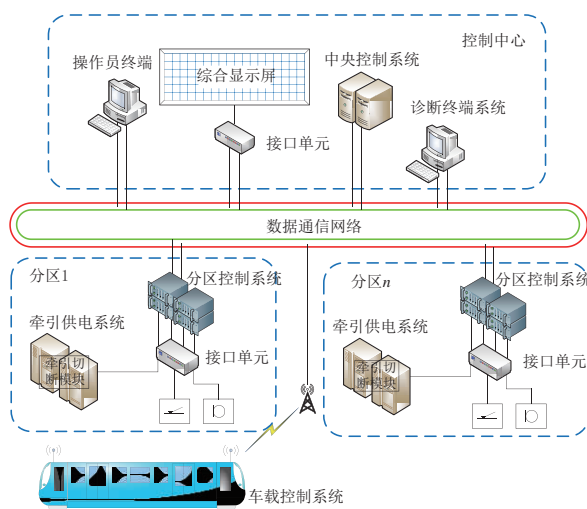 控制中心
操作员终端
综合显示屏
中央控制系统
诊断终端系统
接口单元
数据通信网络
分区1
分区控制系统
牵引供电系统
牵引切
断模块
接口单元
分区n
分区控制系统
牵引供电系统
牵引切
断模块
接口单元
车载控制系统